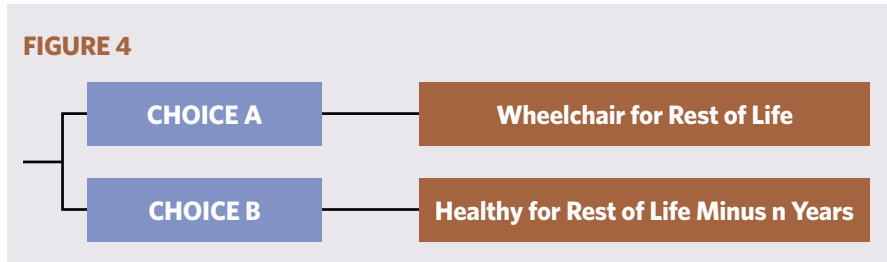 FIGURE 4
CHOICE A
Wheelchair for Rest of Life
CHOICE B
Healthy for Rest of Life Minus n Years